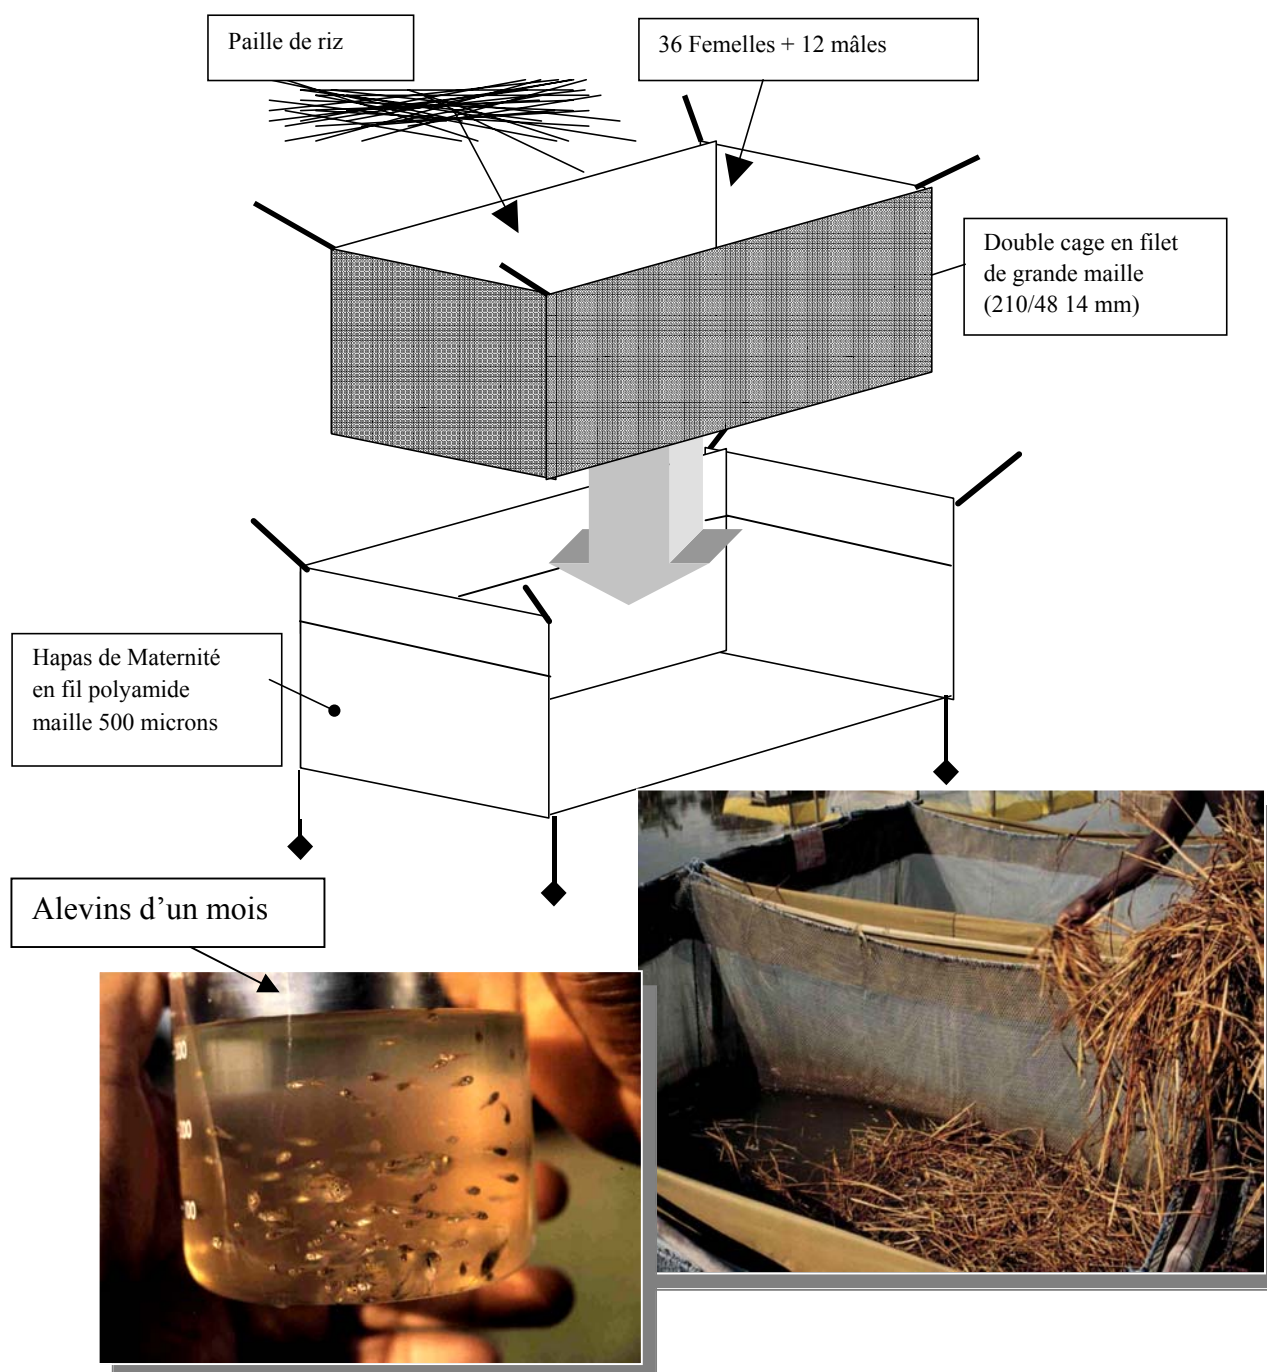 Paille de riz
36 Femelles + 12 mâles
Double cage en filet
de grande maille
(210/48 14 mm)
Hapas de Maternité
en fil polyamide
maille 500 microns
Alevins d’un mois